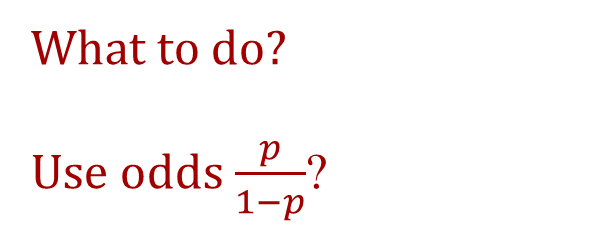 What to do?
Use odds p/(1−p)?